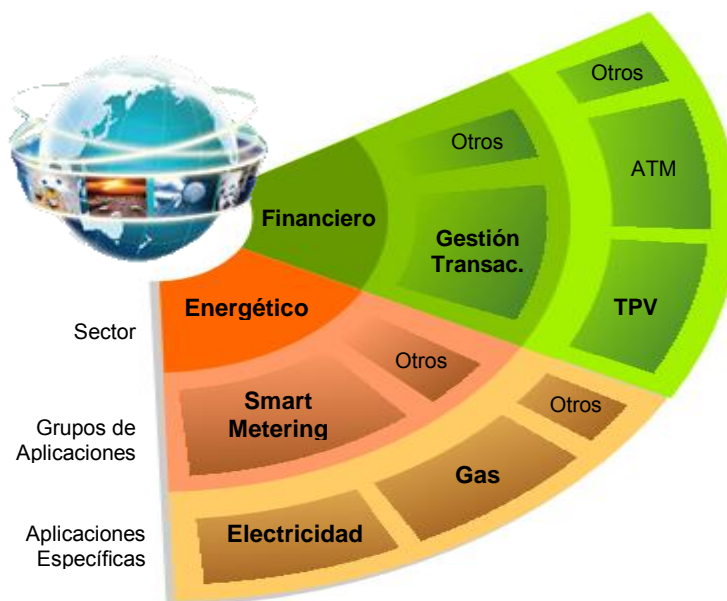 Otros
ATM
TPV
Otros
Gestión
Transac.
Financiero
Energético
Sector
Otros
Smart
Metering
Grupos de
Aplicaciones
Otros
Gas
Electricidad
Aplicaciones
Específicas